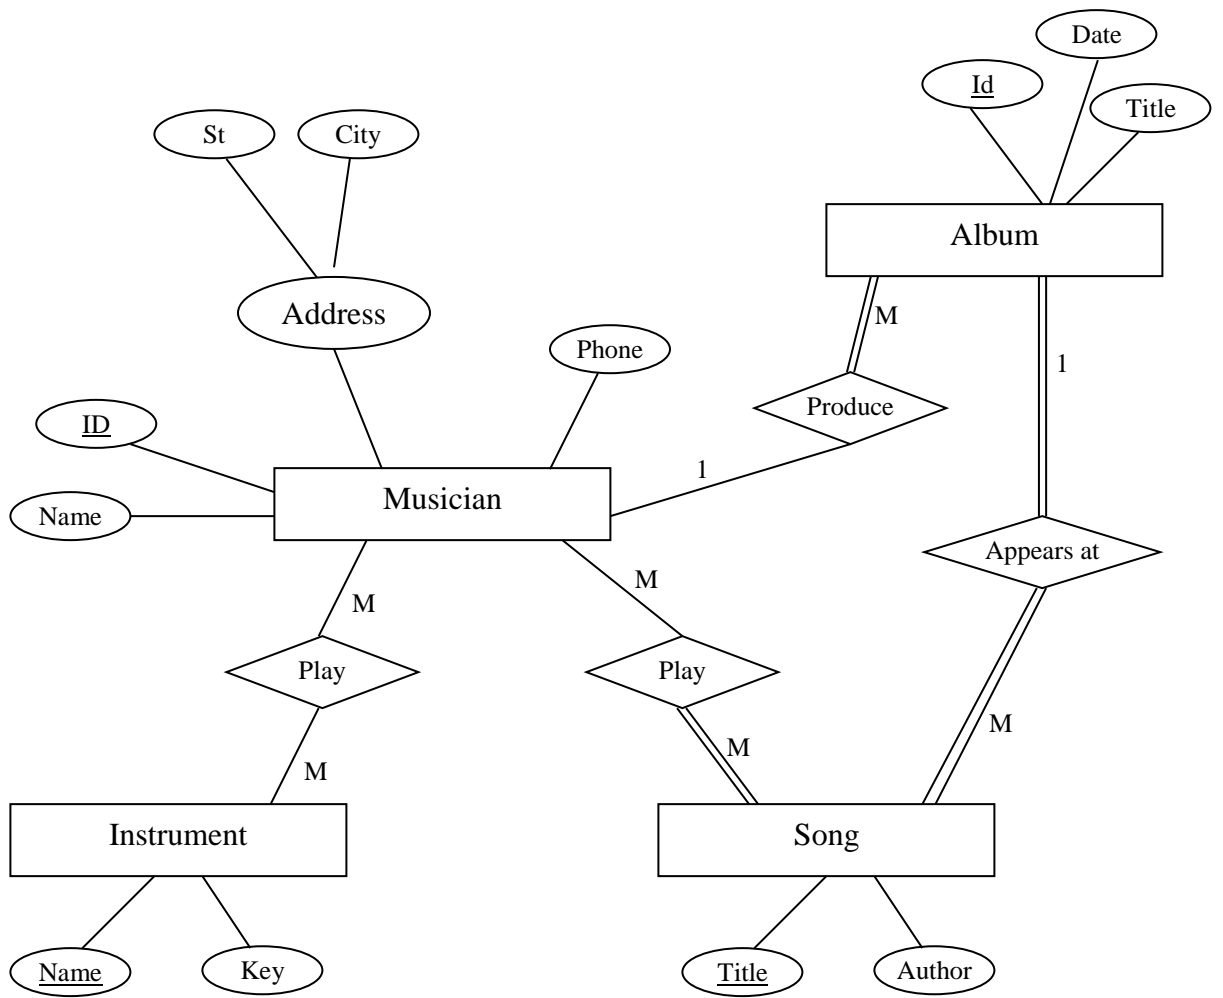 Date
Id
Title
St
City
Album
Address
M
Phone
1
Produce
ID
1
Musician
Name
Appears at
M
M
Play
Play
M
M
M
Instrument
Song
Name
Key
Title
Author